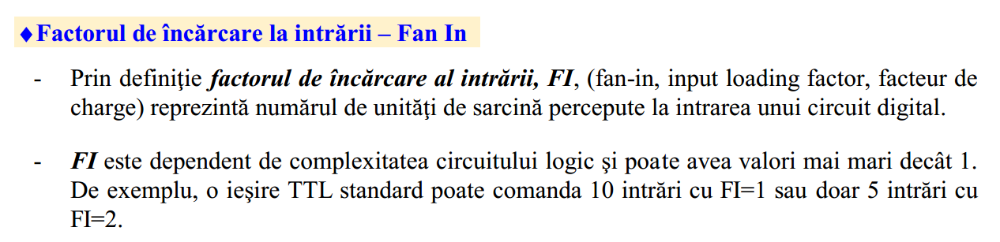 ♦Factorul de încărcare la intrării – Fan In
- Prin definiţie factorul de încărcare al intrării, FI, (fan-in, input loading factor, facteur de
charge) reprezintă numărul de unităţi de sarcină percepute la intrarea unui circuit digital.
- FI este dependent de complexitatea circuitului logic şi poate avea valori mai mari decât 1.
De exemplu, o ieşire TTL standard poate comanda 10 intrări cu FI=1 sau doar 5 intrări cu
FI=2.